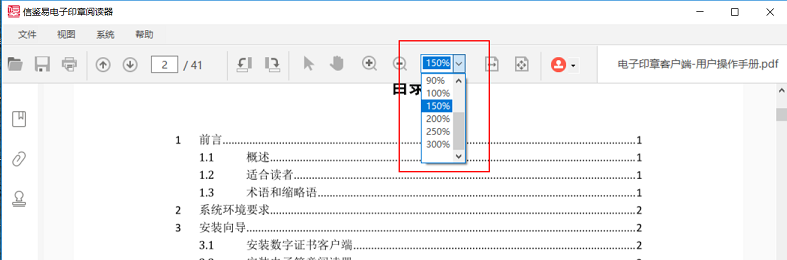 信鉴易电子印章阅读器
文件 视图 系统 帮助
2 / 41 150% 电子印章客户端-用户操作手册.pdf
90%
100%
150%
200%
250%
300%
目录
1 前言 1
1.1 概述 1
1.2 适合读者 1
1.3 术语和缩略语 1
2 系统环境要求 2
3 安装向导 2
3.1 安装数字证书客户端 2